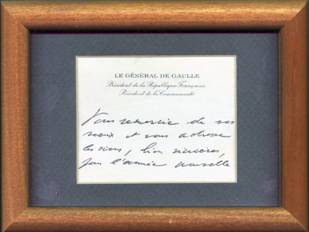 LE GÉNÉRAL DE GAULLE
Président de la République Française
Président de la Communauté
Vous remercie de vos
vœux et vous adresse
les siens, bien sincères,
pour l'année nouvelle